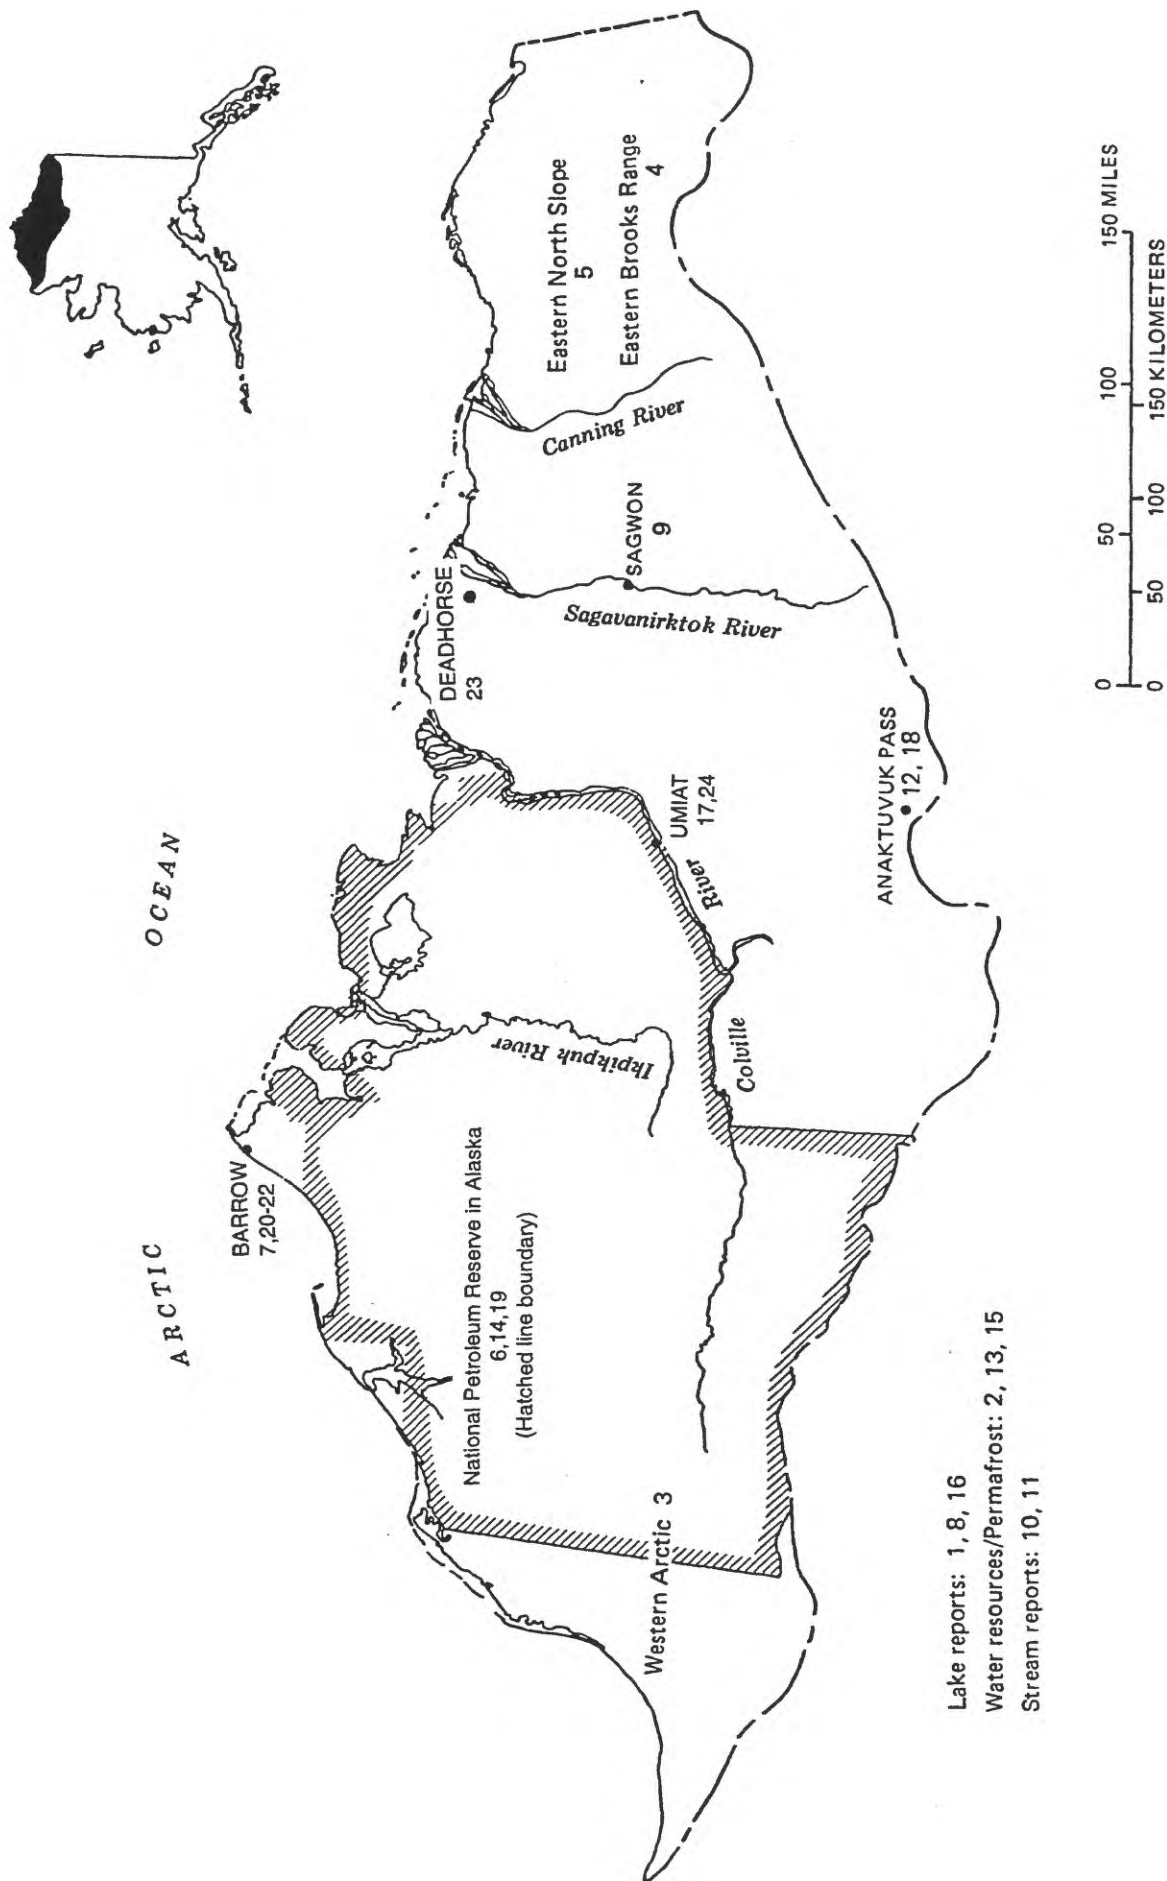 ARCTIC OCEAN
BARROW
7,20-22
DEADHORSE
23
National Petroleum Reserve in Alaska
6,14,19
(Hatched line boundary)
Ikpikpuk River
Eastern North Slope
5
Eastern Brooks Range
4
Canning River
SAGWON
9
Sagavanirktok River
UMIAT
17,24
Colville River
Western Arctic 3
ANAKTUVUK PASS
12, 18
Lake reports: 1, 8, 16
Water resources/Permafrost: 2, 13, 15
Stream reports: 10, 11
0 50 100 150 MILES
0 50 100 150 KILOMETERS